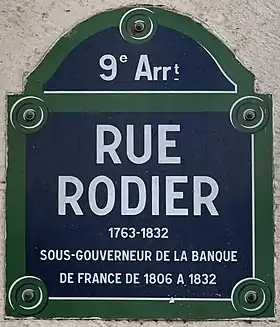 9e Arrt
RUE
RODIER
1763-1832
SOUS-GOUVERNEUR DE LA BANQUE
DE FRANCE DE 1806 A 1832